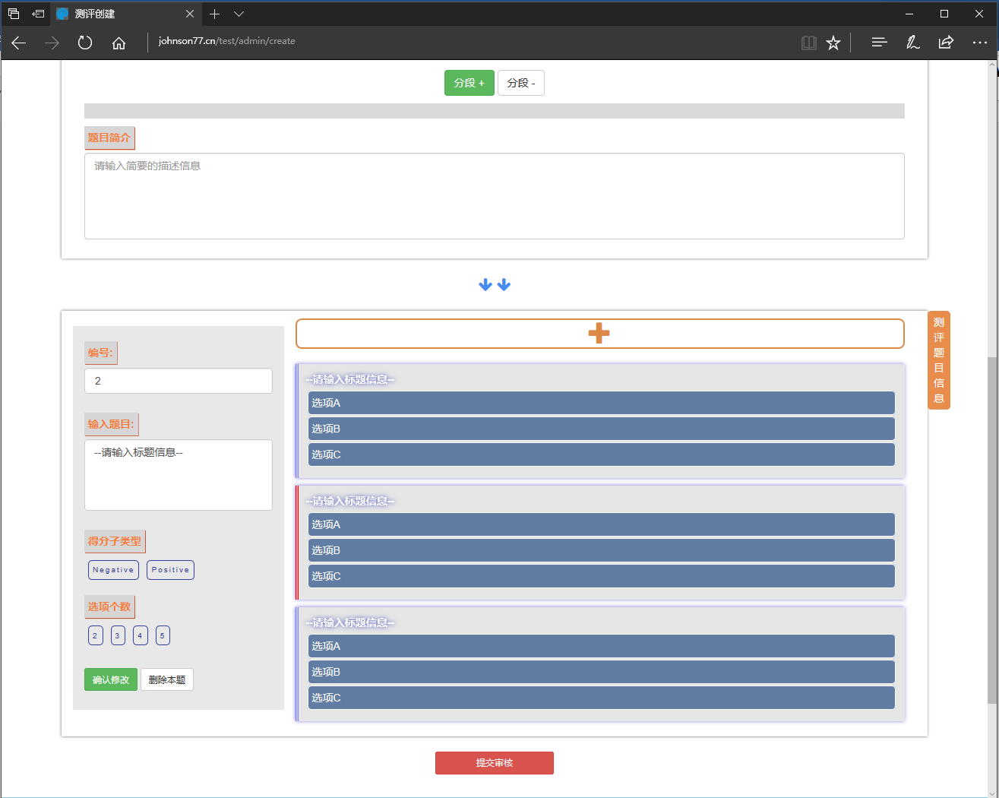 测评创建
johnson77.cn/test/admin/create
分段 + 分段 -
题目简介
请输入简要的描述信息
测评题目信息
编号:
2
输入题目:
--请输入标题信息--
得分子类型
Negative Positive
选项个数
2 3 4 5
确认修改 删除本题
--请输入标题信息--
选项A
选项B
选项C
--请输入标题信息--
选项A
选项B
选项C
--请输入标题信息--
选项A
选项B
选项C
提交审核